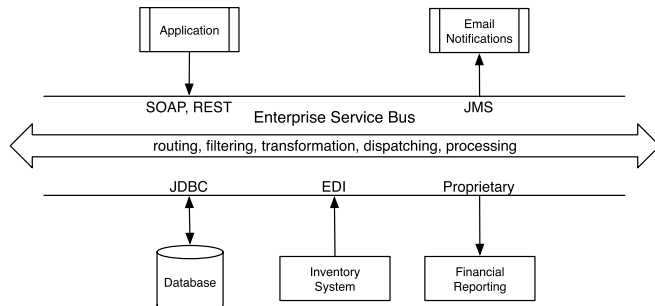 Application
Email
Notifications
SOAP, REST
JMS
Enterprise Service Bus
routing, filtering, transformation, dispatching, processing
JDBC
EDI
Proprietary
Database
Inventory
System
Financial
Reporting